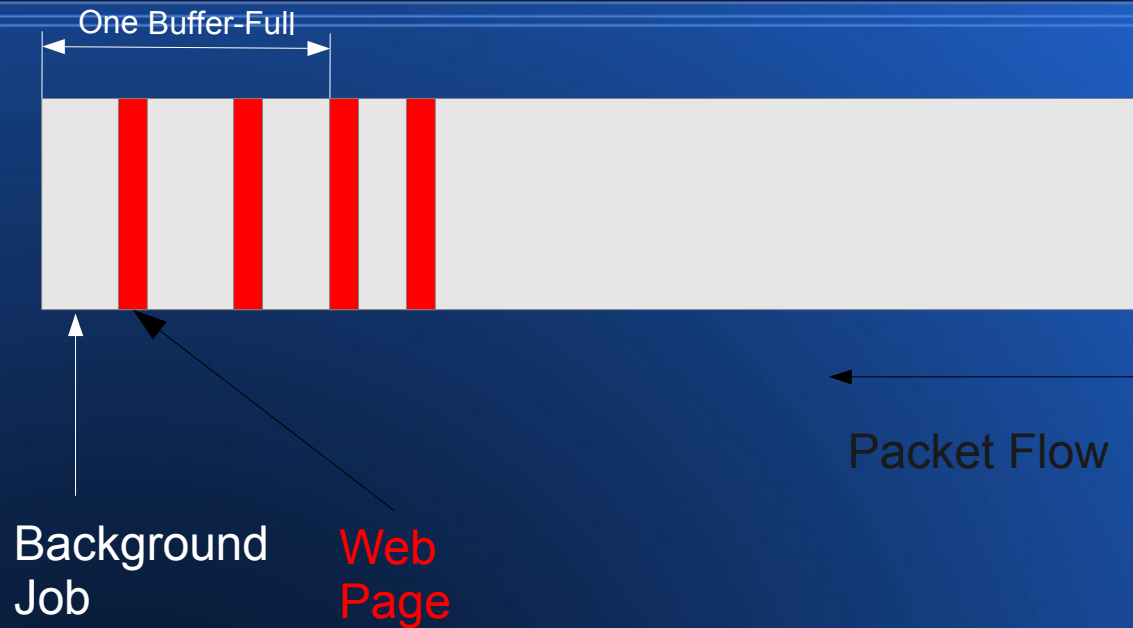 One Buffer-Full
Packet Flow
Background
Job
Web
Page